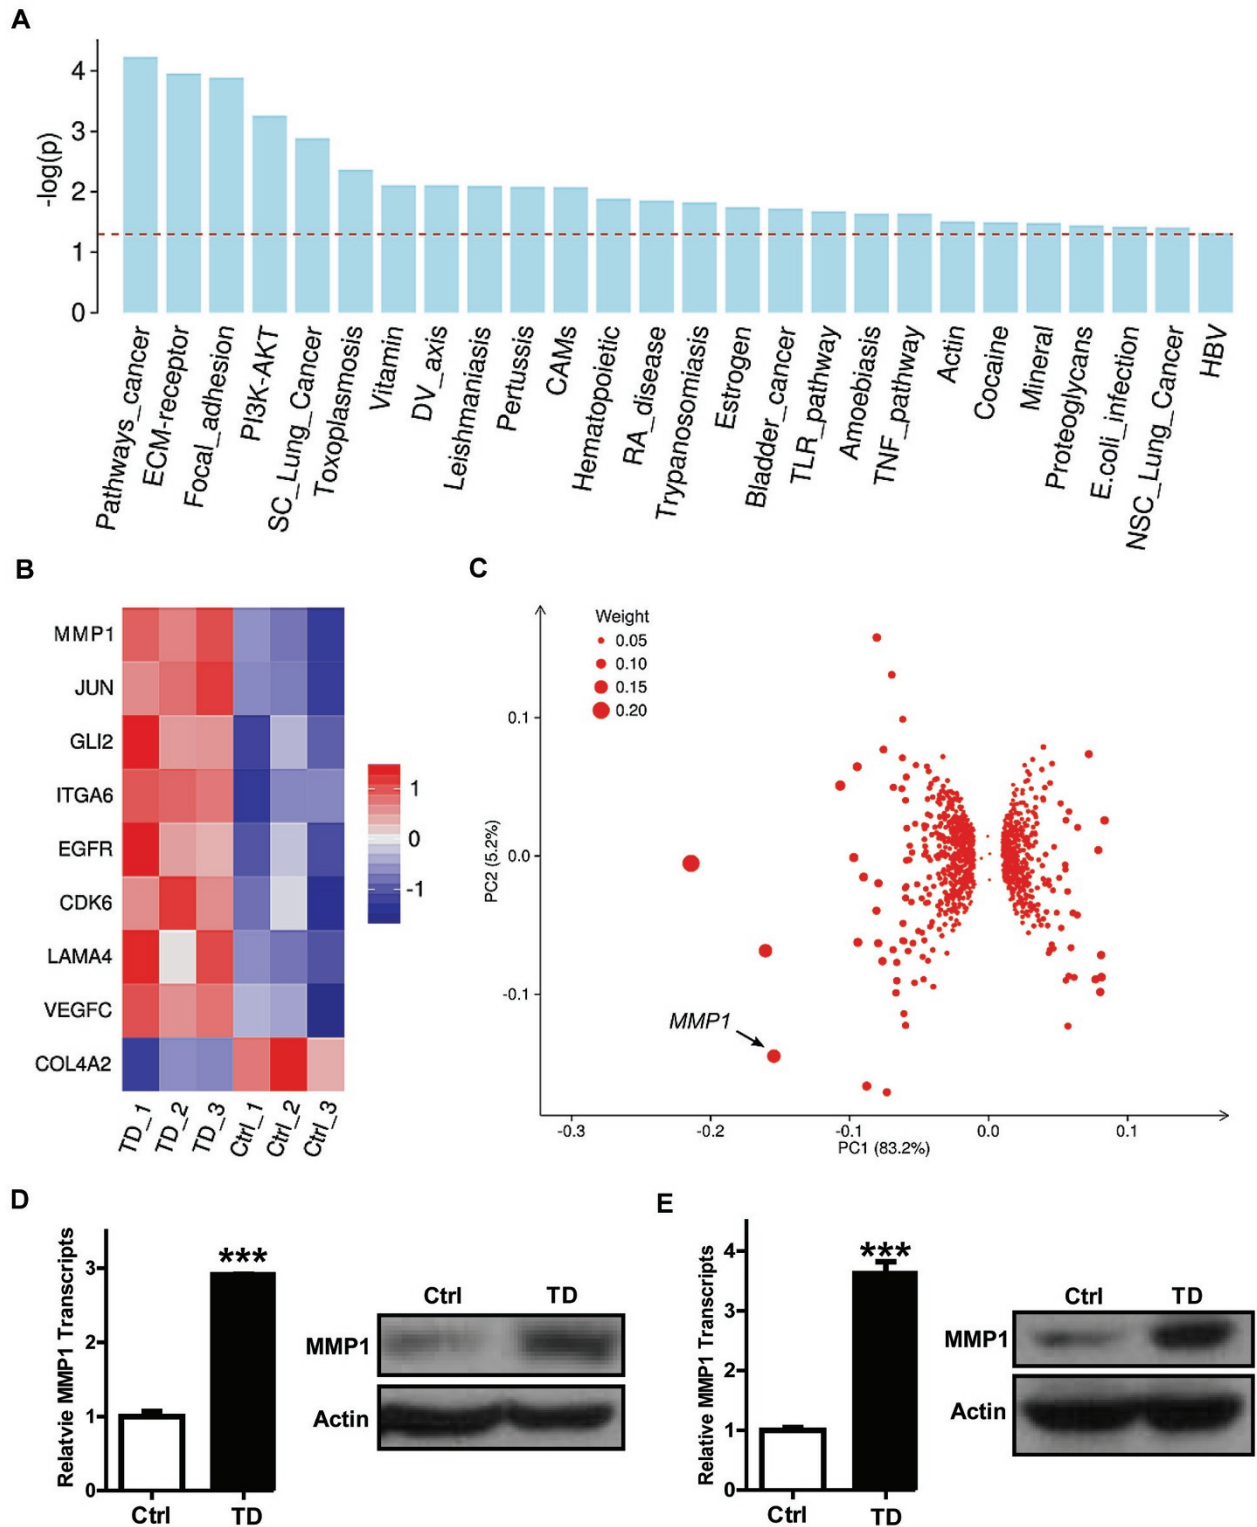 A
-log(p)
4
3
2
1
0
Pathways_cancer
ECM-receptor
Focal_adhesion
PI3K-AKT
SC_Lung_Cancer
Toxoplasmosis
Vitamin
DV_axis
Leishmaniasis
Pertussis
CAMs
Hematopoietic
RA_disease
Trypanosomiasis
Estrogen
Bladder_cancer
TLR_pathway
Amoebiasis
TNF_pathway
Actin
Cocaine
Mineral
Proteoglycans
E.coli_infection
NSC_Lung_Cancer
HBV
B
MMP1
JUN
GLI2
ITGA6
EGFR
CDK6
LAMA4
VEGFC
COL4A2
TD_1
TD_2
TD_3
Ctrl_1
Ctrl_2
Ctrl_3
1
0
-1
C
Weight
0.05
0.10
0.15
0.20
PC2 (5.2%)
0.1
0.0
-0.1
MMP1
-0.3
-0.2
-0.1
0.0
0.1
PC1 (83.2%)
D
Relatvie MMP1 Transcripts
3
2
1
0
***
Ctrl
TD
Ctrl
TD
MMP1
Actin
E
Relative MMP1 Transcripts
4
3
2
1
0
***
Ctrl
TD
Ctrl
TD
MMP1
Actin